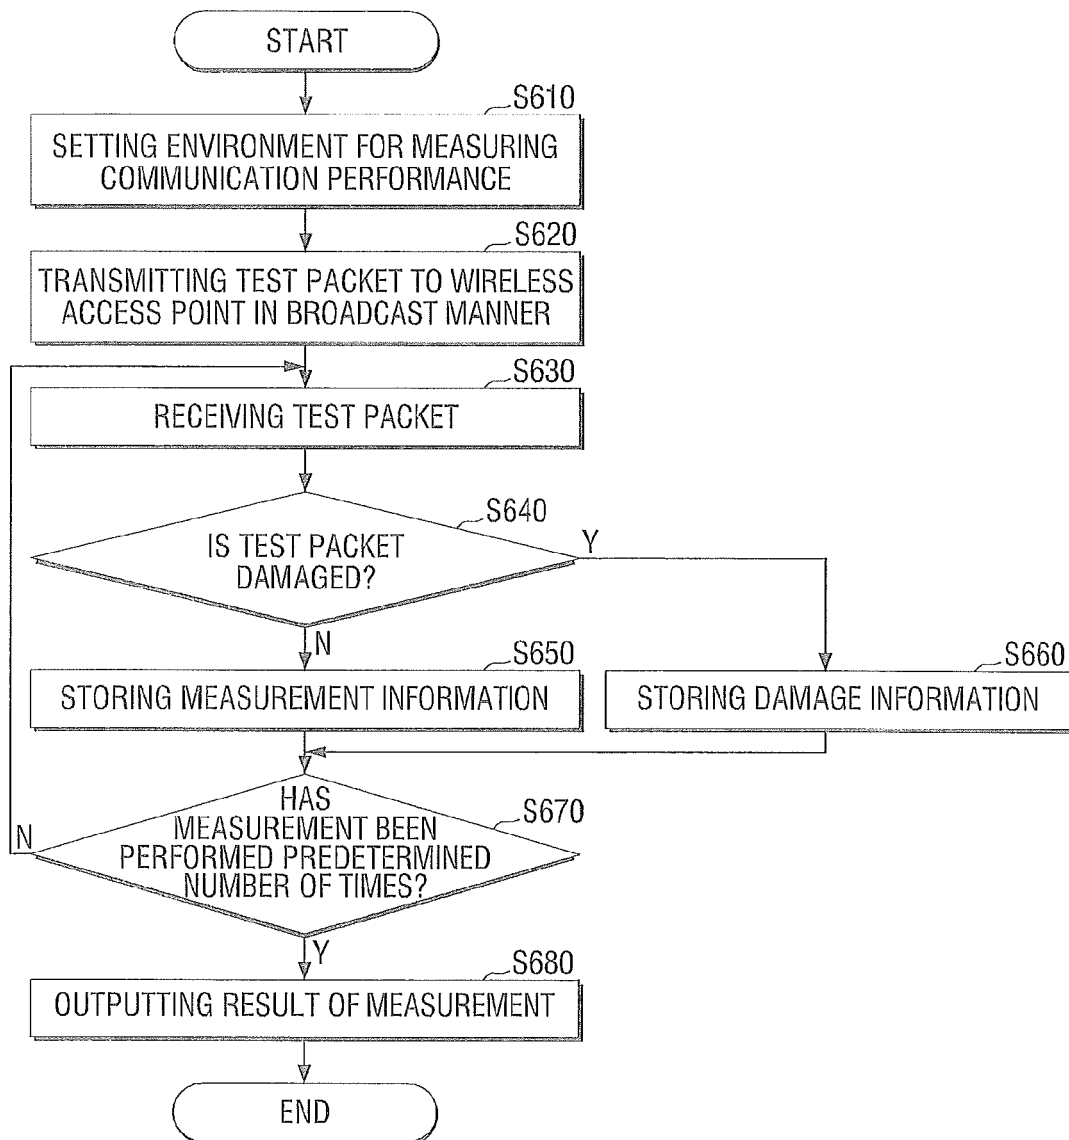 START
S610
SETTING ENVIRONMENT FOR MEASURING
COMMUNICATION PERFORMANCE
S620
TRANSMITTING TEST PACKET TO WIRELESS
ACCESS POINT IN BROADCAST MANNER
S630
RECEIVING TEST PACKET
S640
IS TEST PACKET
DAMAGED?
Y
N
S650
STORING MEASUREMENT INFORMATION
S660
STORING DAMAGE INFORMATION
S670
HAS
MEASUREMENT BEEN
PERFORMED PREDETERMINED
NUMBER OF TIMES?
N
Y
S680
OUTPUTTING RESULT OF MEASUREMENT
END